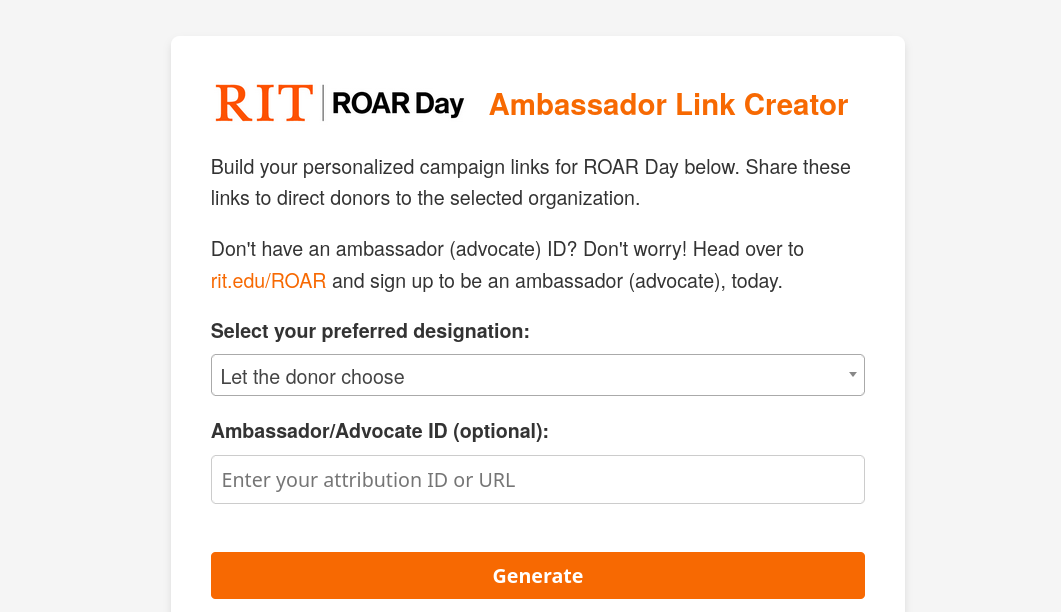 RIT | ROAR Day Ambassador Link Creator
Build your personalized campaign links for ROAR Day below. Share these
links to direct donors to the selected organization.
Don't have an ambassador (advocate) ID? Don't worry! Head over to
rit.edu/ROAR and sign up to be an ambassador (advocate), today.
Select your preferred designation:
Let the donor choose
Ambassador/Advocate ID (optional):
Enter your attribution ID or URL
Generate